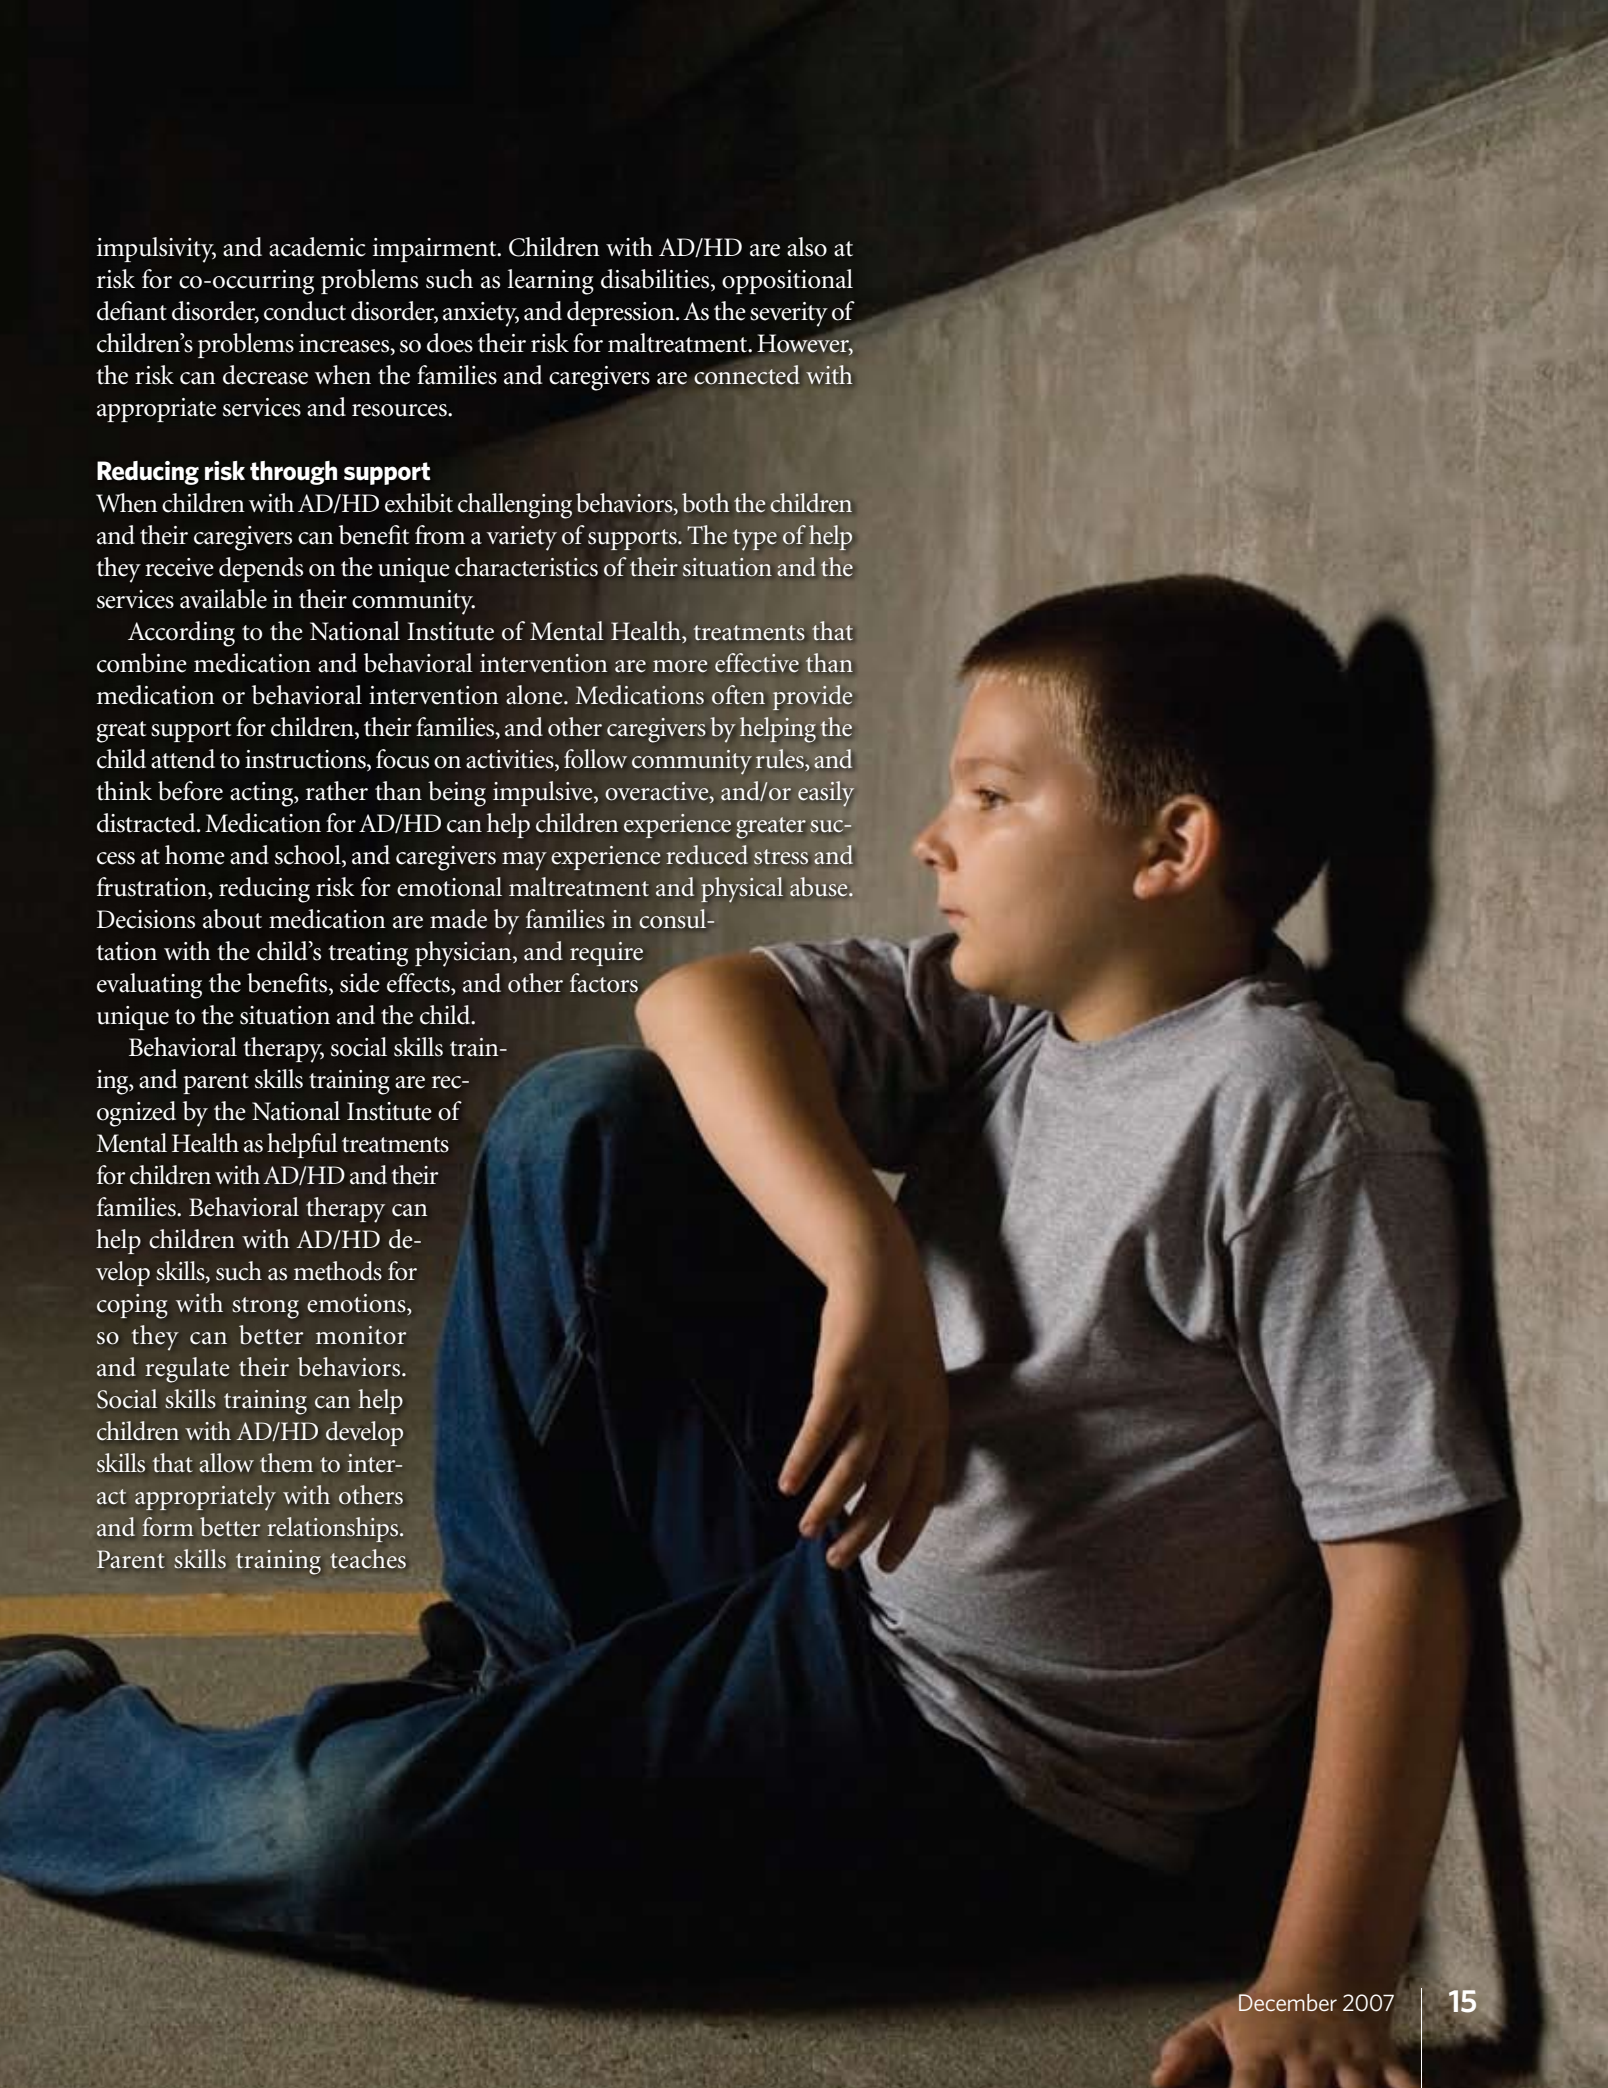 impulsivity, and academic impairment. Children with AD/HD are also at
risk for co-occurring problems such as learning disabilities, oppositional
defiant disorder, conduct disorder, anxiety, and depression. As the severity of
children’s problems increases, so does their risk for maltreatment. However,
the risk can decrease when the families and caregivers are connected with
appropriate services and resources.
Reducing risk through support
When children with AD/HD exhibit challenging behaviors, both the children
and their caregivers can benefit from a variety of supports. The type of help
they receive depends on the unique characteristics of their situation and the
services available in their community.
According to the National Institute of Mental Health, treatments that
combine medication and behavioral intervention are more effective than
medication or behavioral intervention alone. Medications often provide
great support for children, their families, and other caregivers by helping the
child attend to instructions, focus on activities, follow community rules, and
think before acting, rather than being impulsive, overactive, and/or easily
distracted. Medication for AD/HD can help children experience greater suc-
cess at home and school, and caregivers may experience reduced stress and
frustration, reducing risk for emotional maltreatment and physical abuse.
Decisions about medication are made by families in consul-
tation with the child’s treating physician, and require
evaluating the benefits, side effects, and other factors
unique to the situation and the child.
Behavioral therapy, social skills train-
ing, and parent skills training are rec-
ognized by the National Institute of
Mental Health as helpful treatments
for children with AD/HD and their
families. Behavioral therapy can
help children with AD/HD de-
velop skills, such as methods for
coping with strong emotions,
so they can better monitor
and regulate their behaviors.
Social skills training can help
children with AD/HD develop
skills that allow them to inter-
act appropriately with others
and form better relationships.
Parent skills training teaches
December 2007 15